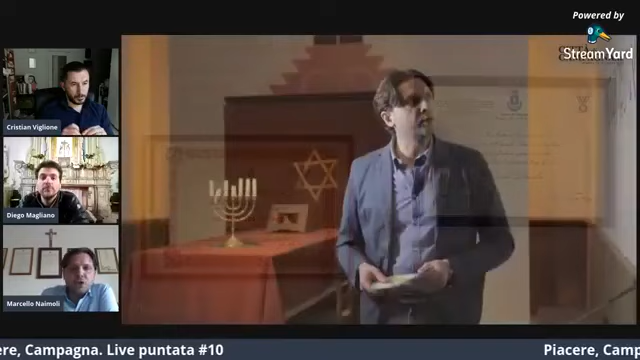 Powered by
StreamYard
Cristian Viglione
Diego Magliano
Marcello Naimoli
ere, Campagna. Live puntata #10
Piacere, Camp